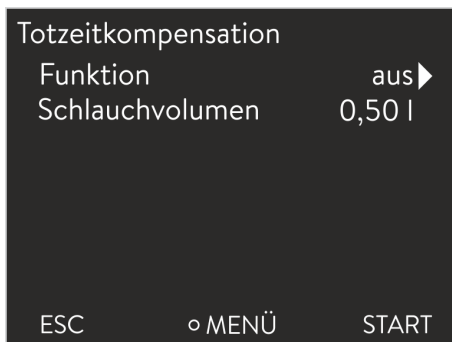 Totzeitkompensation
Funktion aus
Schlauchvolumen 0,50 l
ESC MENÜ START